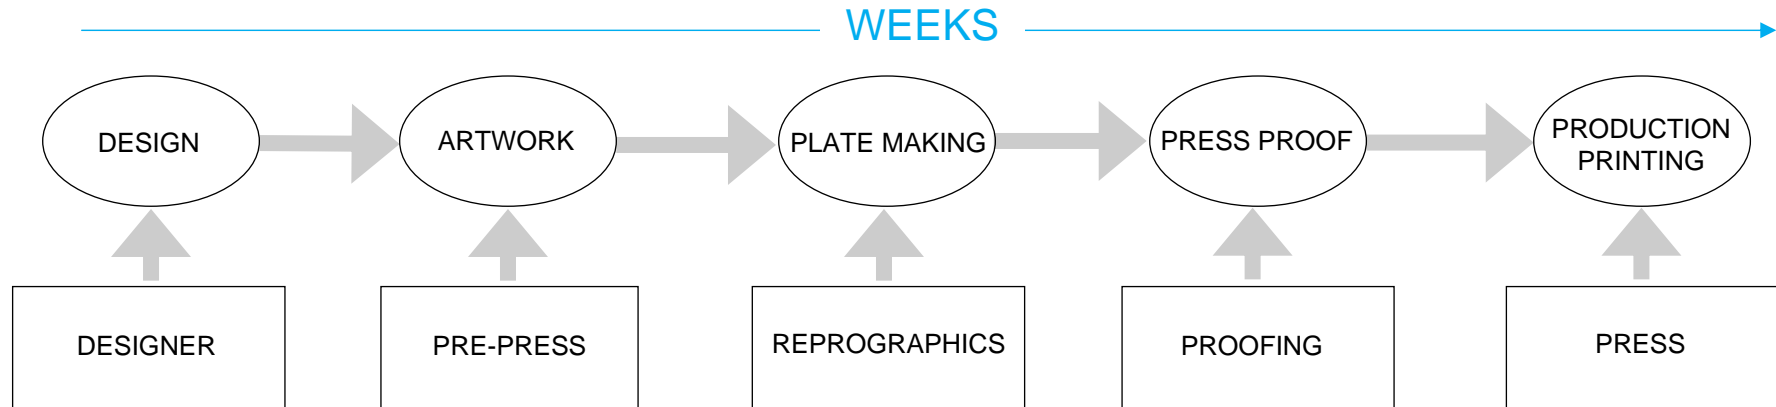 WEEKS
DESIGN
ARTWORK
PLATE MAKING
PRESS PROOF
PRODUCTION
PRINTING
DESIGNER
PRE-PRESS
REPROGRAPHICS
PROOFING
PRESS